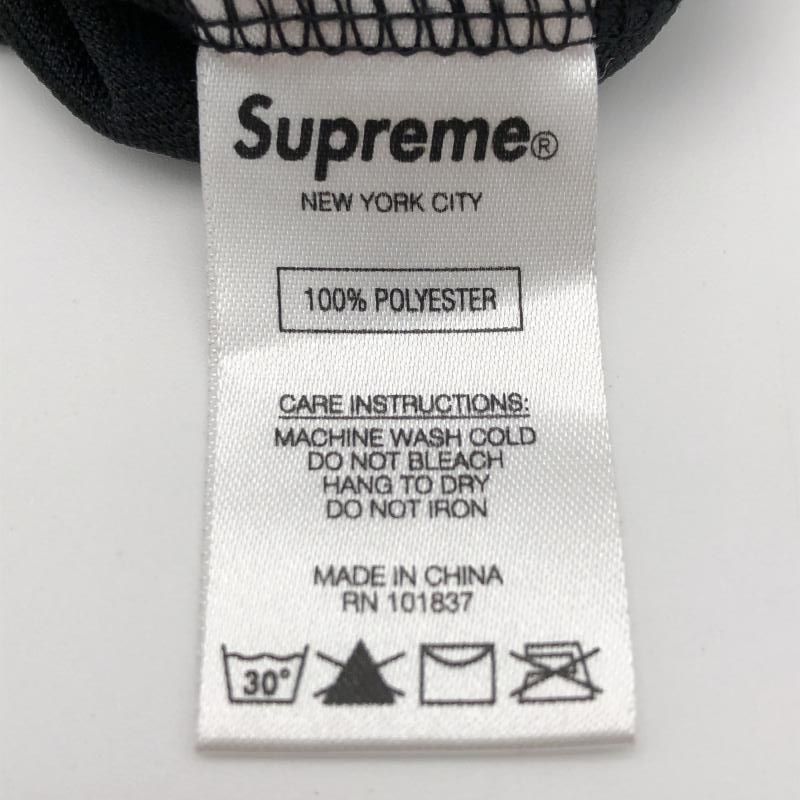 Supreme®
NEW YORK CITY
100% POLYESTER
CARE INSTRUCTIONS:
MACHINE WASH COLD
DO NOT BLEACH
HANG TO DRY
DO NOT IRON
MADE IN CHINA
RN 101837
30°